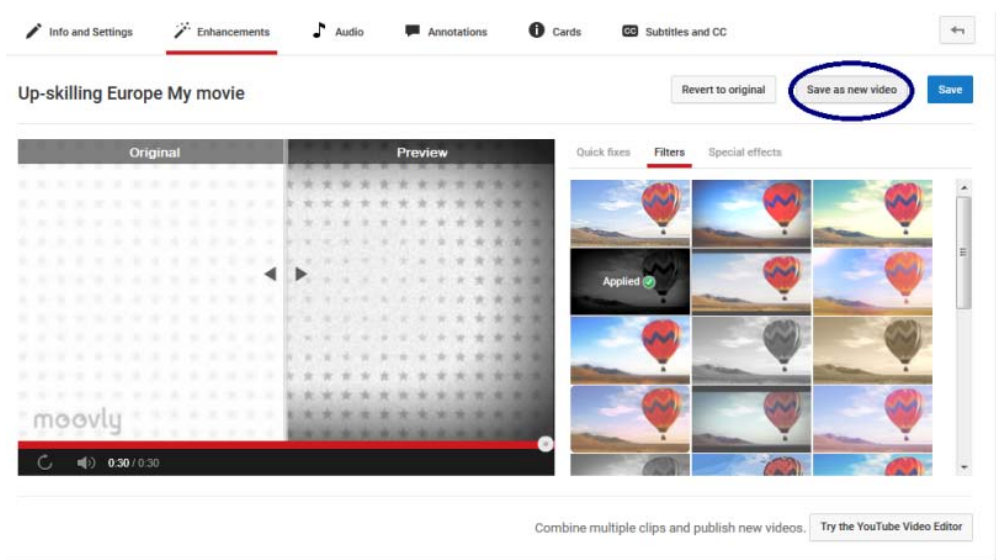 Info and Settings Enhancements Audio Annotations Cards CC Subtitles and CC
Up-skilling Europe My movie Revert to original Save as new video Save
Original Preview Quick fixes Filters Special effects
Applied
moovly
0:30 / 0:30
Combine multiple clips and publish new videos. Try the YouTube Video Editor